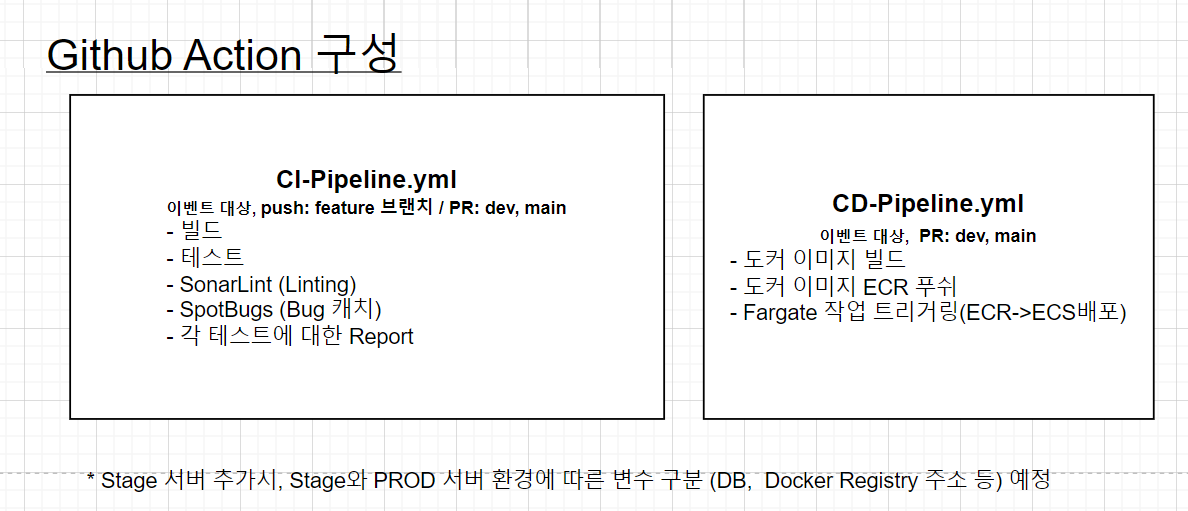 Github Action 구성
CI-Pipeline.yml
이벤트 대상, push: feature 브랜치 / PR: dev, main
- 빌드
- 테스트
- SonarLint (Linting)
- SpotBugs (Bug 캐치)
- 각 테스트에 대한 Report
CD-Pipeline.yml
이벤트 대상,  PR: dev, main
- 도커 이미지 빌드
- 도커 이미지 ECR 푸쉬
- Fargate 작업 트리거링(ECR->ECS배포)
* Stage 서버 추가시, Stage와 PROD 서버 환경에 따른 변수 구분 (DB,  Docker Registry 주소 등) 예정